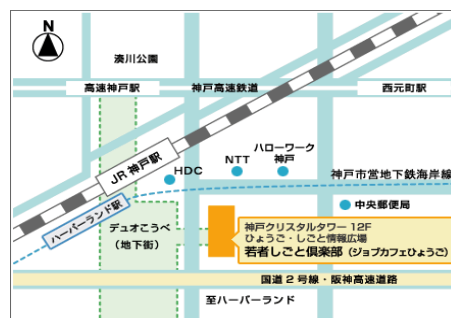 N
湊川公園
高速神戸駅
神戸高速鉄道
西元町駅
JR 神戸駅
HDC
NTT
ハローワーク
神戸
神戸市営地下鉄海岸線
ハーバーランド駅
中央郵便局
デュオこうべ
（地下街）
神戸クリスタルタワー 12F
ひょうご・しごと情報広場
若者しごと倶楽部（ジョブカフェひょうご）
国道 2 号線・阪神高速道路
至ハーバーランド